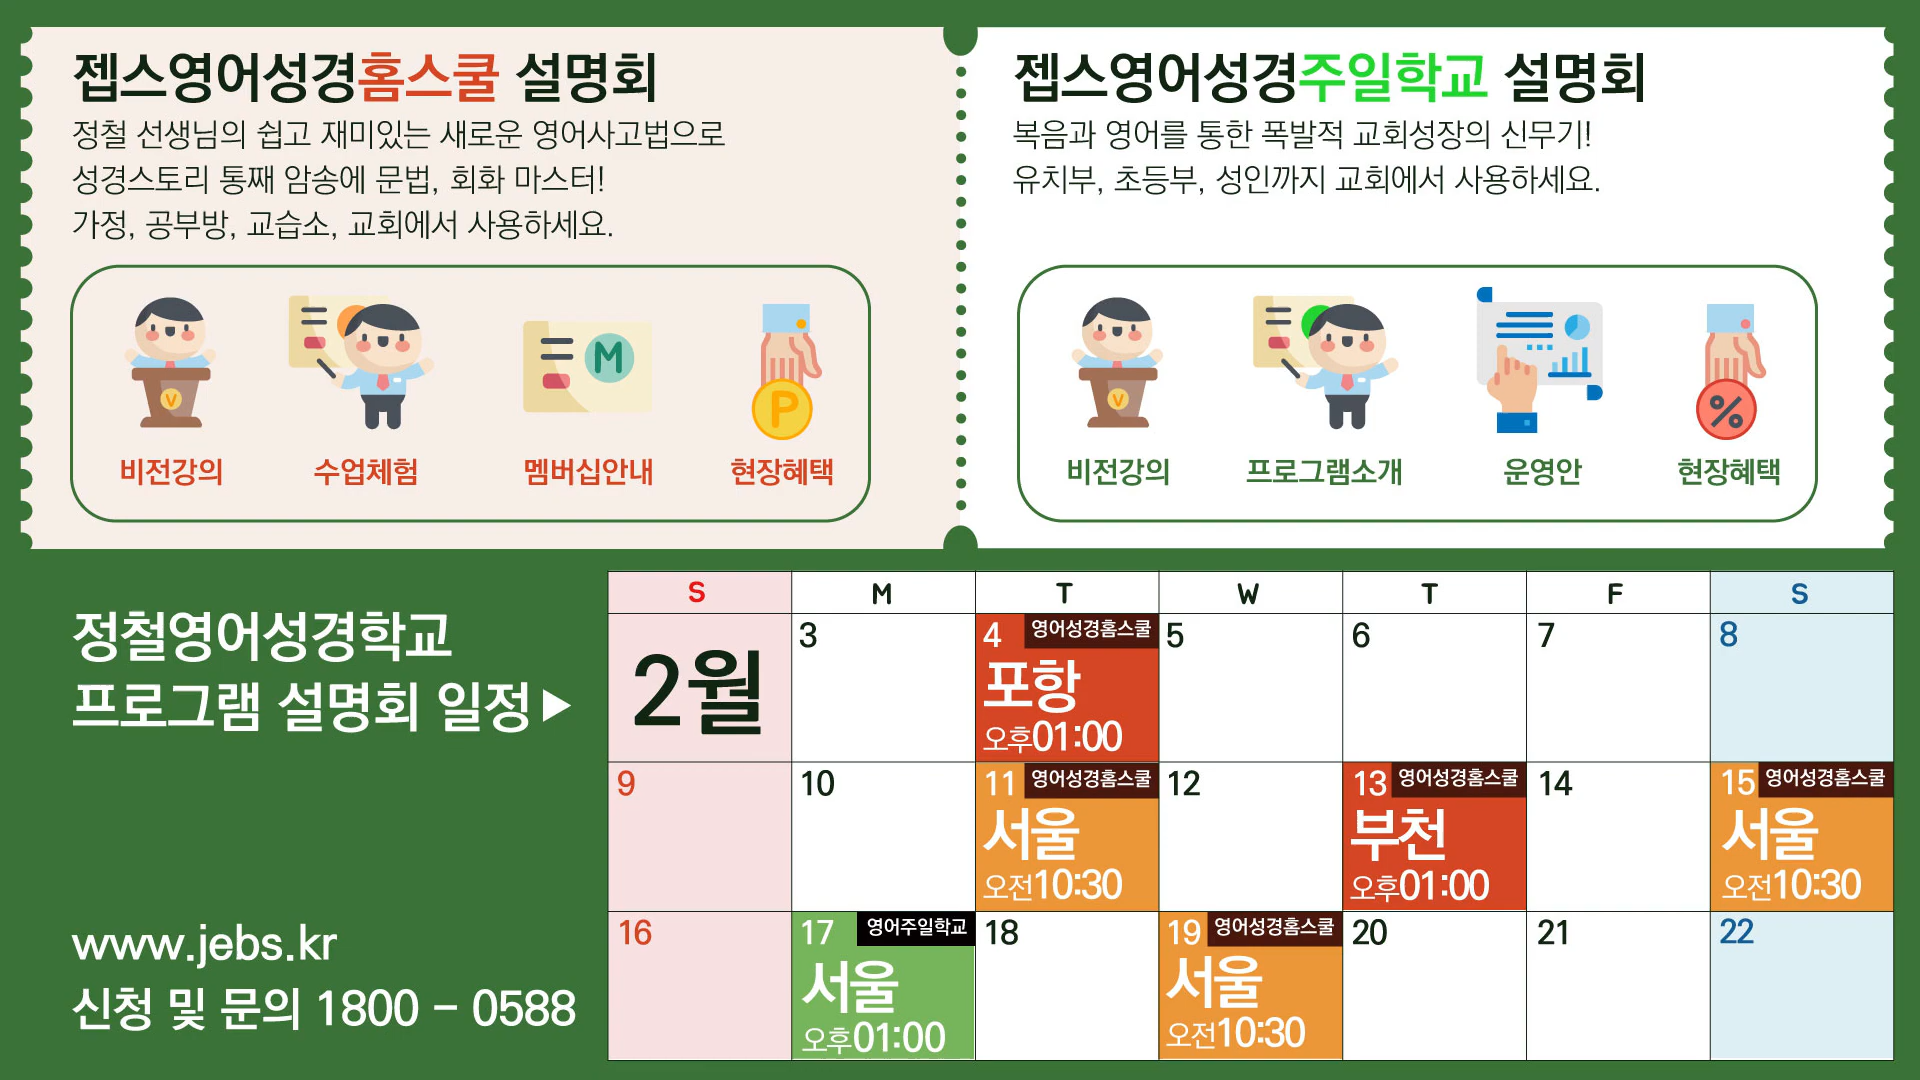 젭스영어성경홈스쿨 설명회
정철 선생님의 쉽고 재미있는 새로운 영어사고법으로
성경스토리 통째 암송에 문법, 회화 마스터!
가정, 공부방, 교습소, 교회에서 사용하세요.
V
M
P
비전강의 수업체험 멤버십안내 현장혜택
젭스영어성경주일학교 설명회
복음과 영어를 통한 폭발적 교회성장의 신무기!
유치부, 초등부, 성인까지 교회에서 사용하세요.
V
%
비전강의 프로그램소개 운영안 현장혜택
정철영어성경학교
프로그램 설명회 일정▶
www.jebs.kr
신청 및 문의 1800 - 0588
S M T W T F S
2월
3
4 영어성경홈스쿨
포항
오후01:00
5
6
7
8
9
10
11 영어성경홈스쿨
서울
오전10:30
12
13 영어성경홈스쿨
부천
오후01:00
14
15 영어성경홈스쿨
서울
오전10:30
16
17 영어주일학교
서울
오후01:00
18
19 영어성경홈스쿨
서울
오전10:30
20
21
22